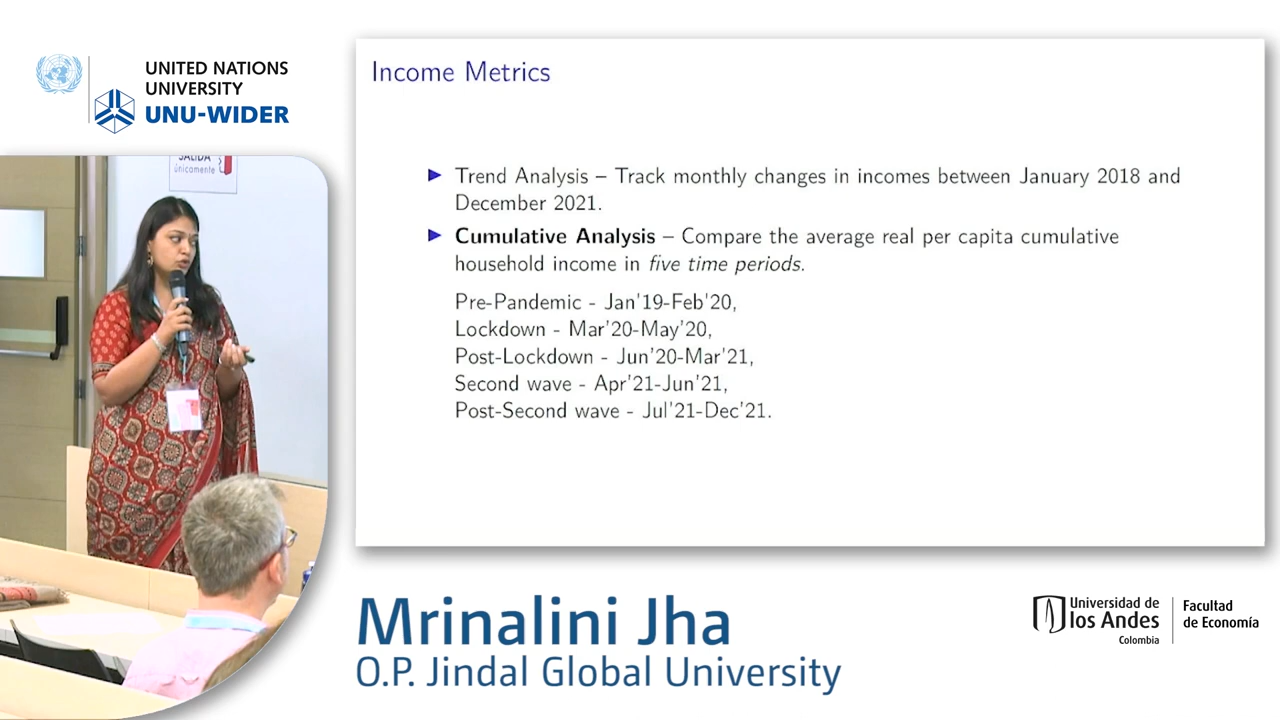 UNITED NATIONS
UNIVERSITY
UNU-WIDER
SALIDA
únicamente
Income Metrics
Trend Analysis – Track monthly changes in incomes between January 2018 and
December 2021.
Cumulative Analysis – Compare the average real per capita cumulative
household income in five time periods.
Pre-Pandemic - Jan'19-Feb'20,
Lockdown - Mar'20-May'20,
Post-Lockdown - Jun'20-Mar'21,
Second wave - Apr'21-Jun'21,
Post-Second wave - Jul'21-Dec'21.
Mrinalini Jha
O.P. Jindal Global University
Universidad de
los Andes
Colombia
Facultad
de Economía